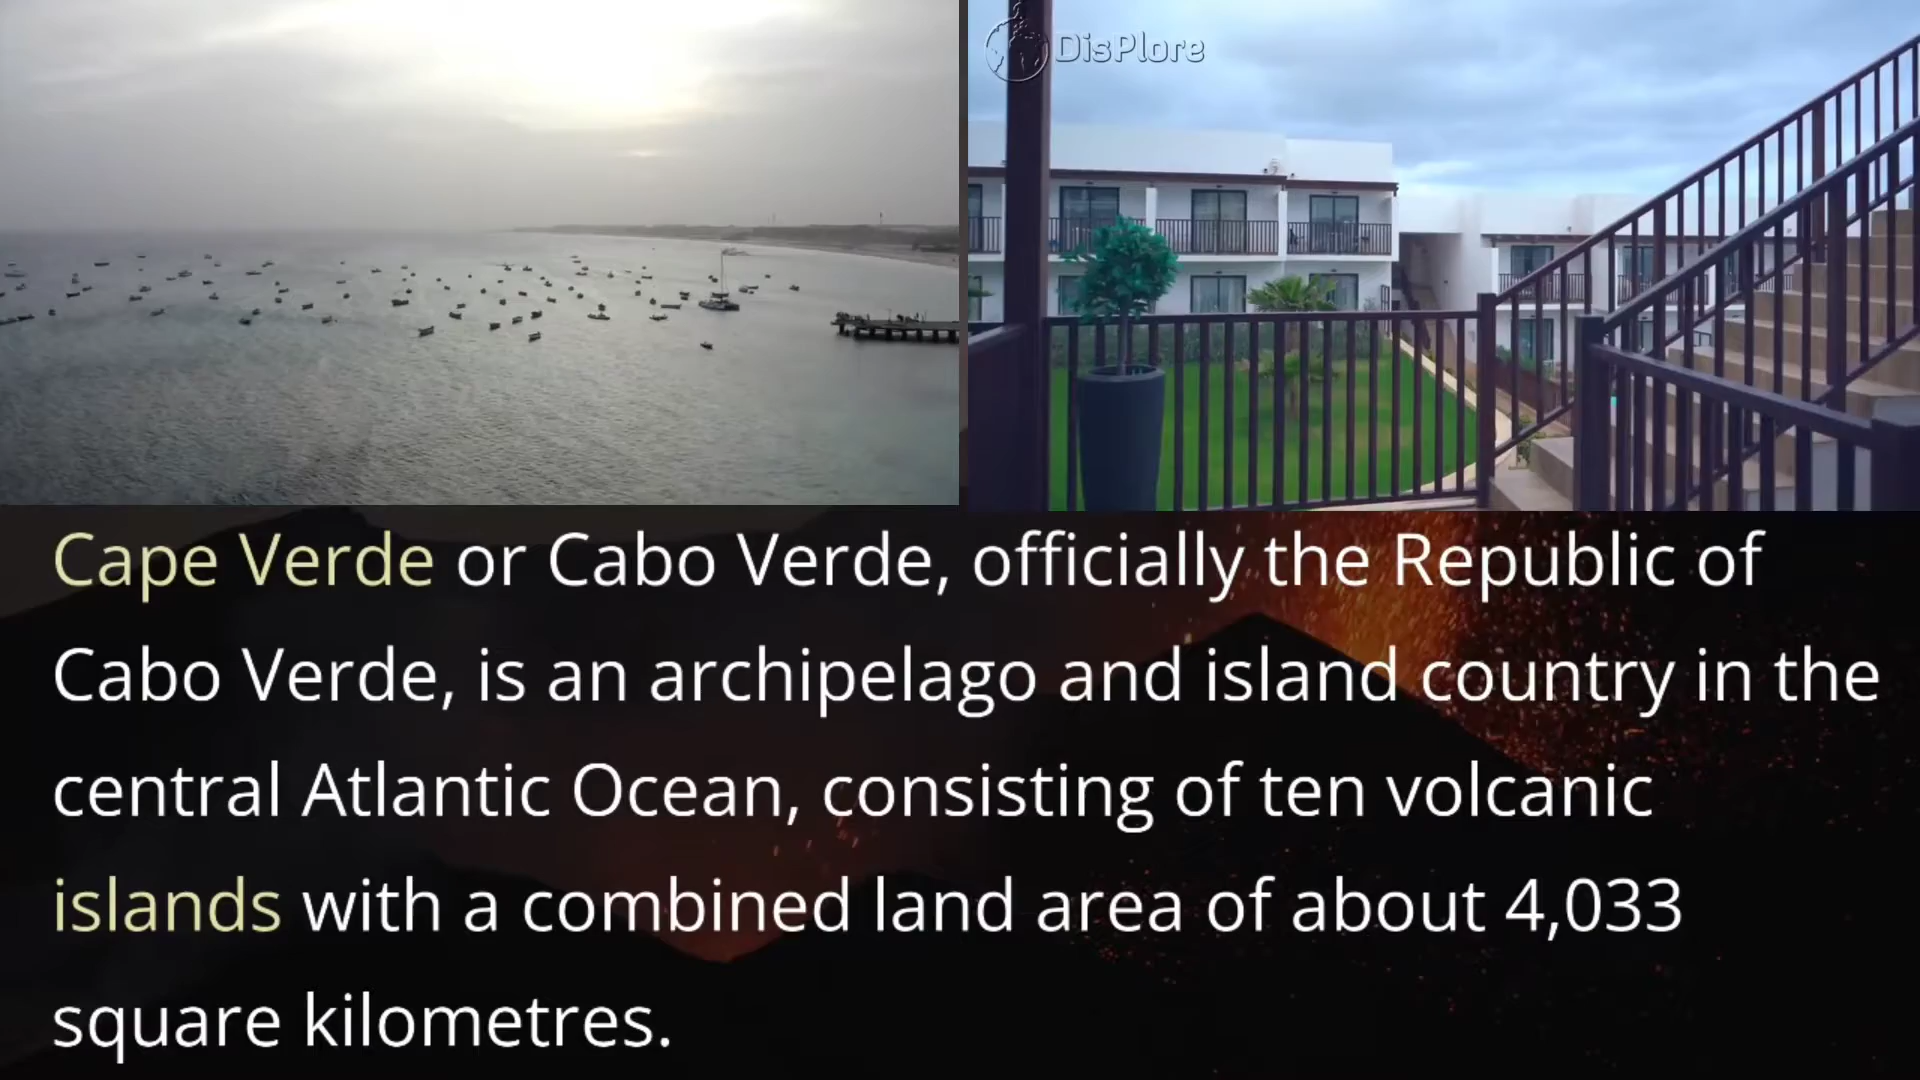 DisPlore
Cape Verde or Cabo Verde, officially the Republic of
Cabo Verde, is an archipelago and island country in the
central Atlantic Ocean, consisting of ten volcanic
islands with a combined land area of about 4,033
square kilometres.